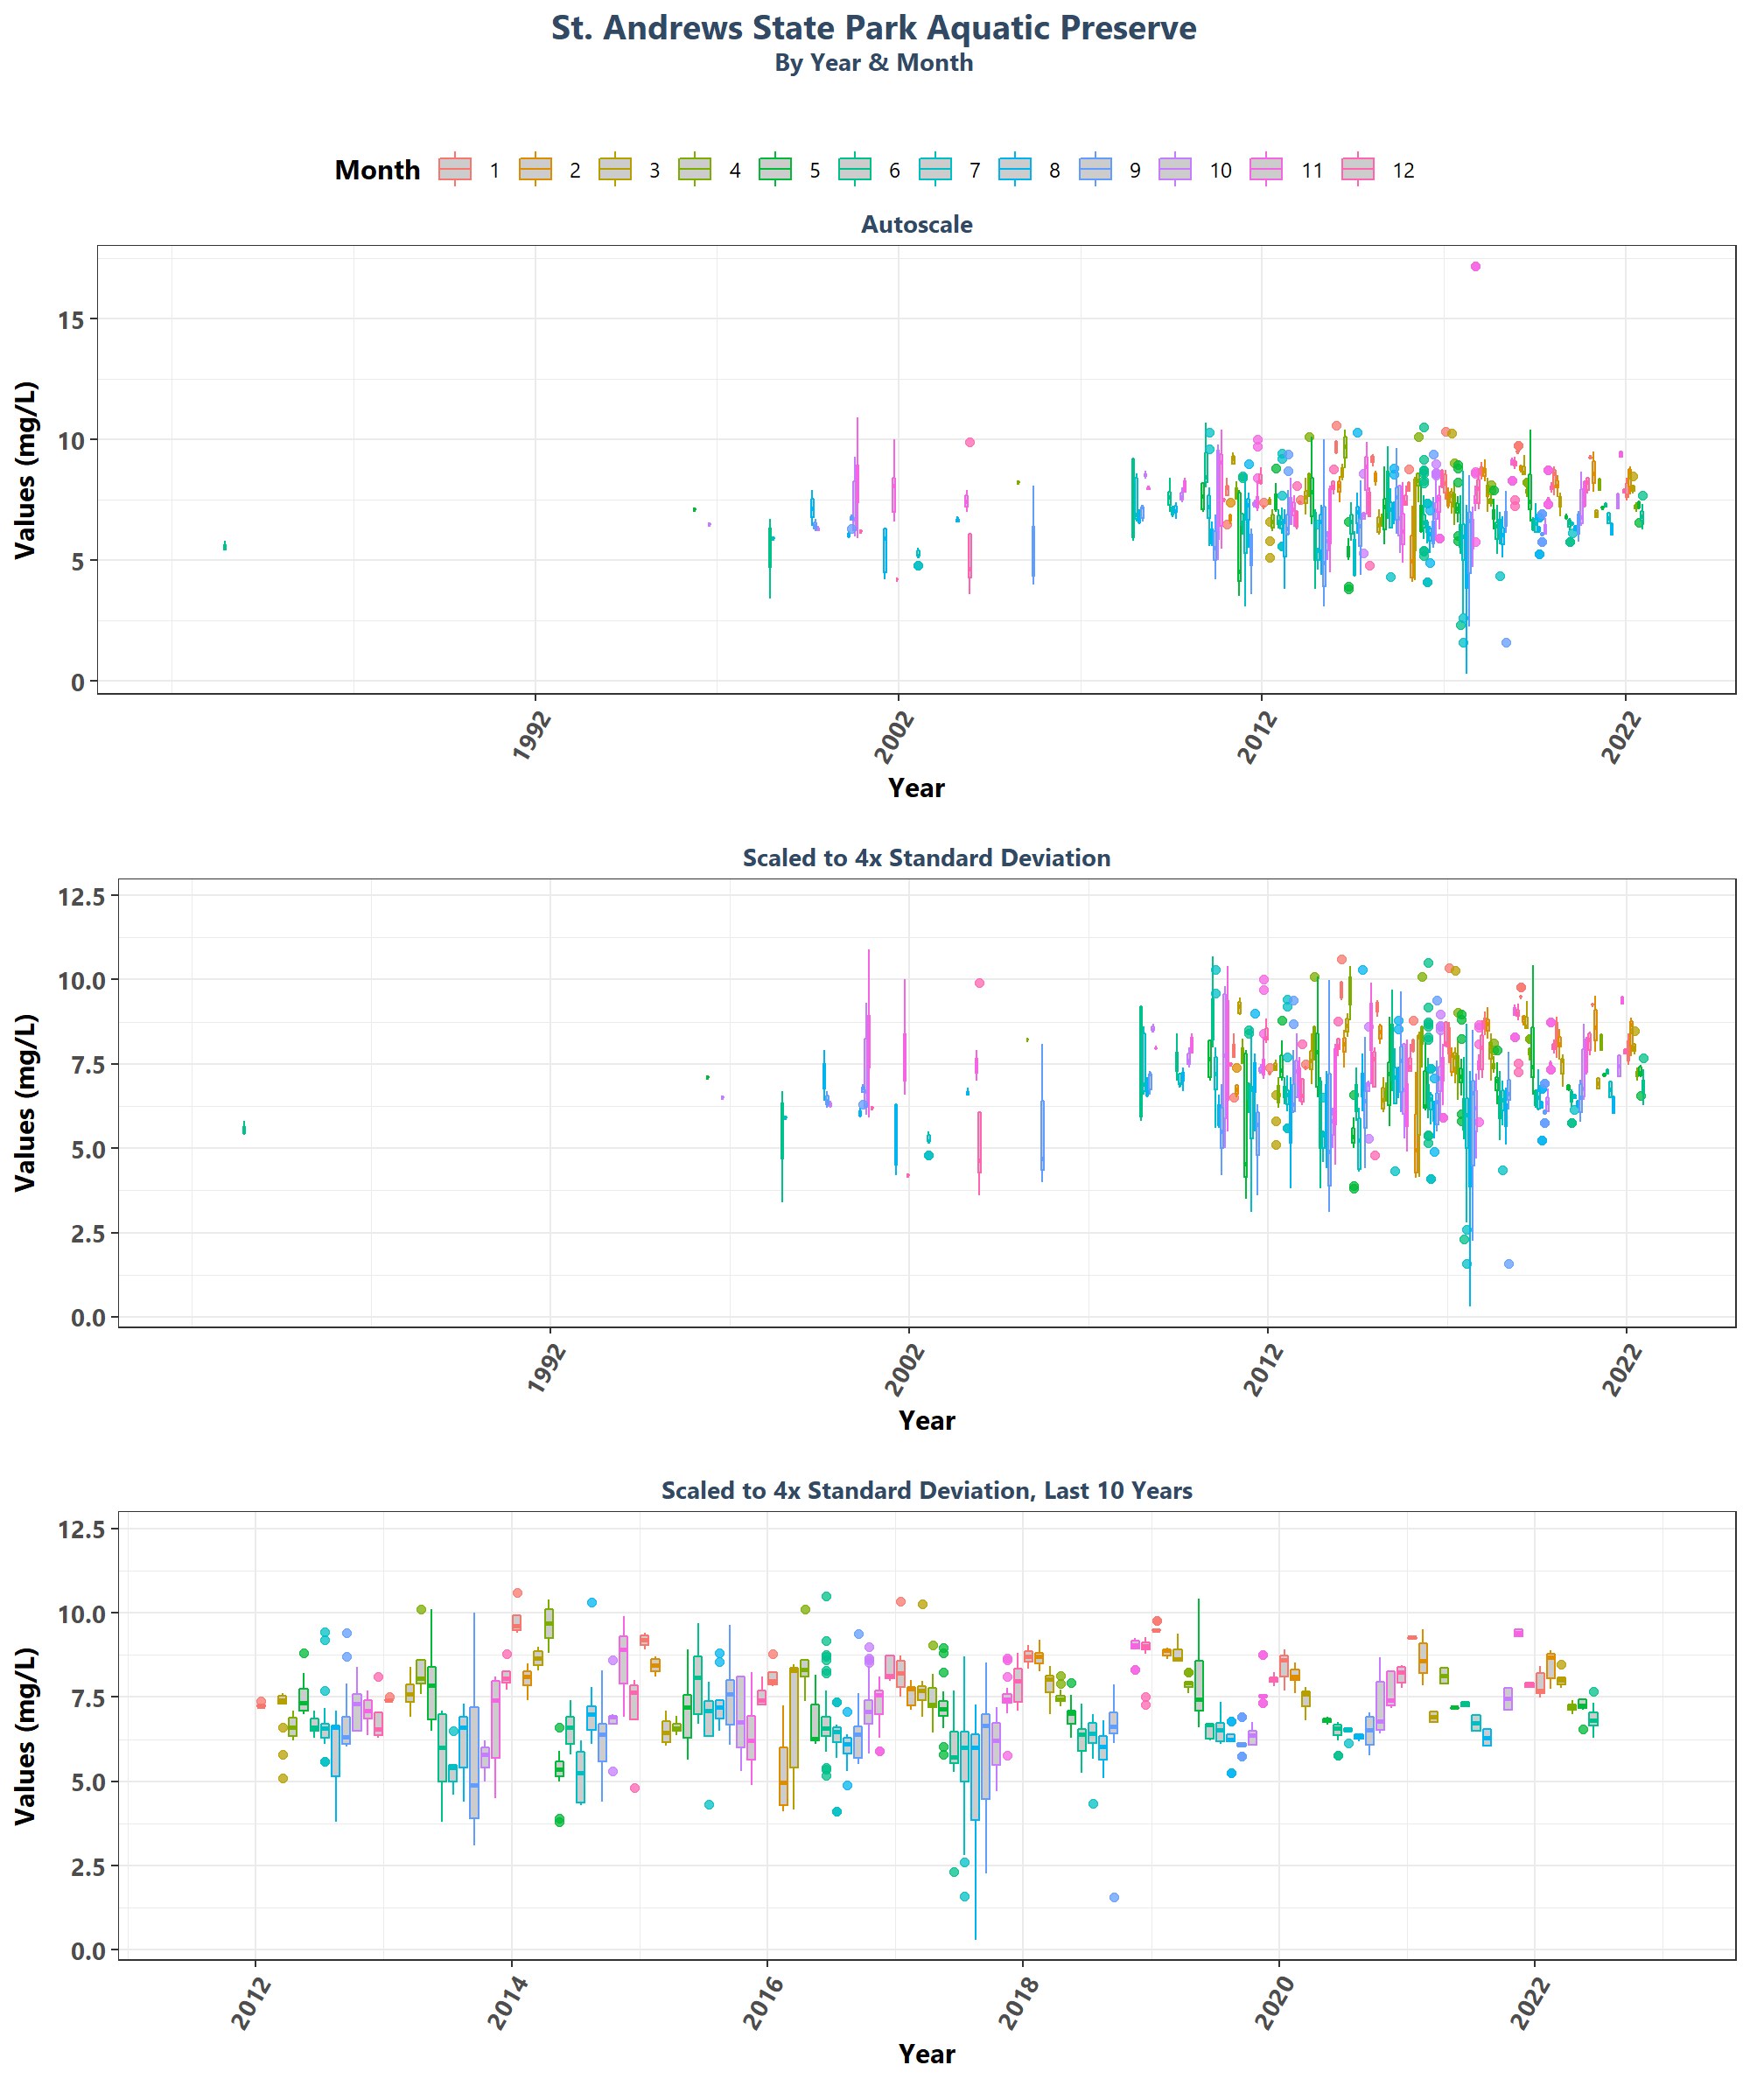 St. Andrews State Park Aquatic Preserve
By Year & Month
Month 1 2 3 4 5 6 7 8 9 10 11 12
Autoscale
Values (mg/L)
15
10
5
0
1992 2002 2012 2022
Year
Scaled to 4x Standard Deviation
Values (mg/L)
12.5
10.0
7.5
5.0
2.5
0.0
1992 2002 2012 2022
Year
Scaled to 4x Standard Deviation, Last 10 Years
Values (mg/L)
12.5
10.0
7.5
5.0
2.5
0.0
2012 2014 2016 2018 2020 2022
Year